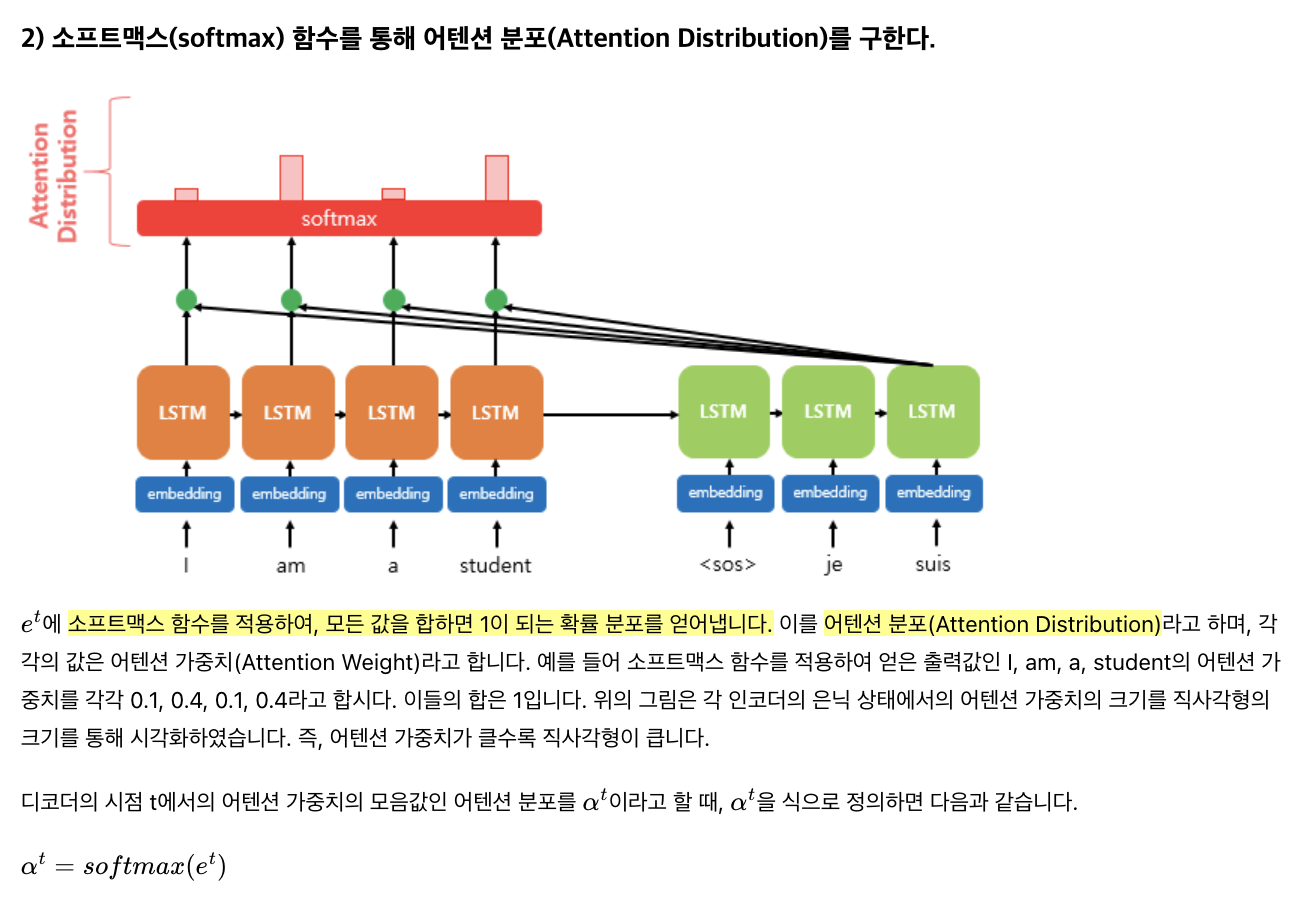 2) 소프트맥스(softmax) 함수를 통해 어텐션 분포(Attention Distribution)를 구한다.
Attention
Distribution
softmax
LSTM LSTM LSTM LSTM LSTM LSTM LSTM
embedding embedding embedding embedding embedding embedding embedding
I am a student <sos> je suis
e^t에 소프트맥스 함수를 적용하여, 모든 값을 합하면 1이 되는 확률 분포를 얻어냅니다. 이를 어텐션 분포(Attention Distribution)라고 하며, 각
각의 값은 어텐션 가중치(Attention Weight)라고 합니다. 예를 들어 소프트맥스 함수를 적용하여 얻은 출력값인 I, am, a, student의 어텐션 가
중치를 각각 0.1, 0.4, 0.1, 0.4라고 합시다. 이들의 합은 1입니다. 위의 그림은 각 인코더의 은닉 상태에서의 어텐션 가중치의 크기를 직사각형의
크기를 통해 시각화하였습니다. 즉, 어텐션 가중치가 클수록 직사각형이 큽니다.
디코더의 시점 t에서의 어텐션 가중치의 모음값인 어텐션 분포를 α^t이라고 할 때, α^t을 식으로 정의하면 다음과 같습니다.
α^t = softmax(e^t)